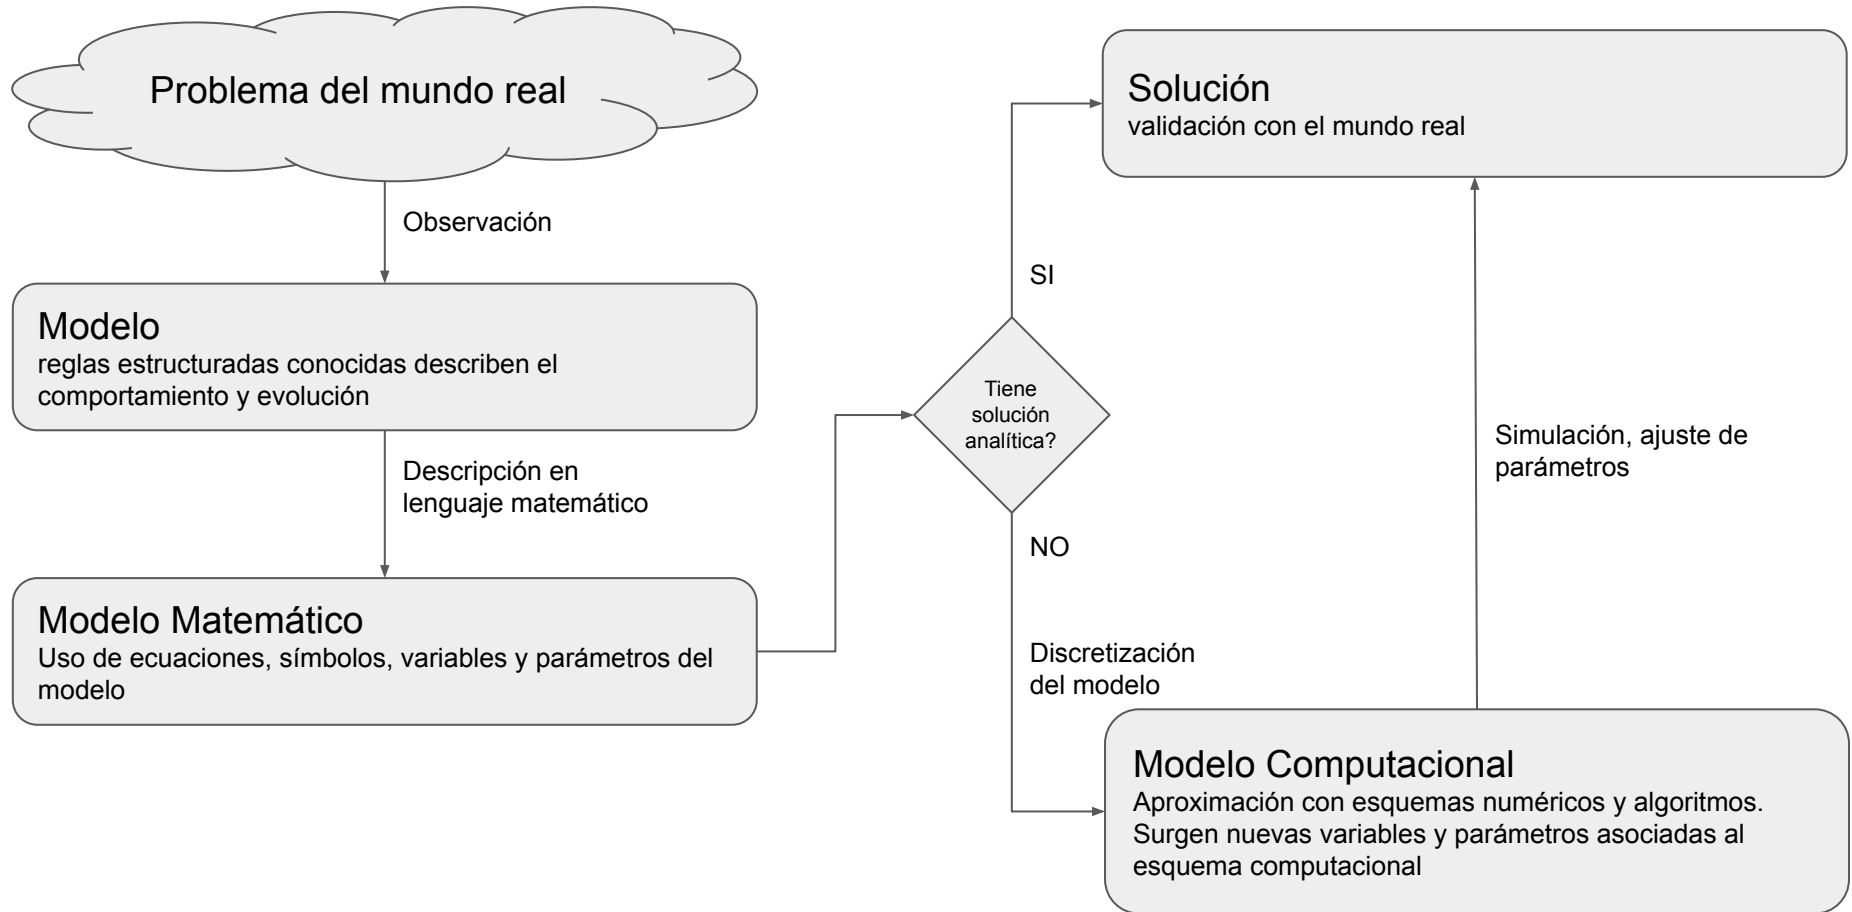 Problema del mundo real
Observación
Modelo
reglas estructuradas conocidas describen el
comportamiento y evolución
Descripción en
lenguaje matemático
Modelo Matemático
Uso de ecuaciones, símbolos, variables y parámetros del
modelo
Tiene
solución
analítica?
SI
Solución
validación con el mundo real
NO
Discretización
del modelo
Modelo Computacional
Aproximación con esquemas numéricos y algoritmos.
Surgen nuevas variables y parámetros asociadas al
esquema computacional
Simulación, ajuste de
parámetros